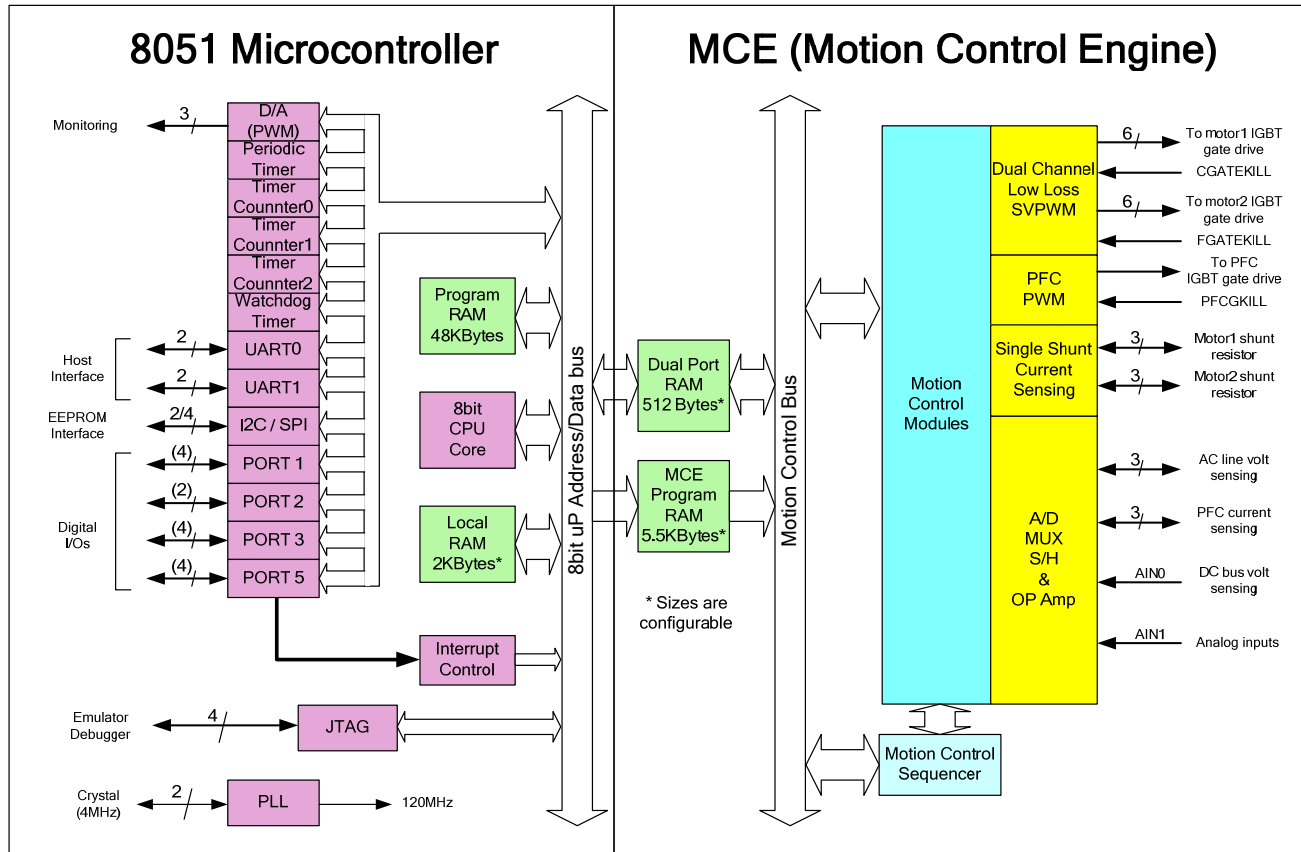 8051 Microcontroller
MCE (Motion Control Engine)
Monitoring
3
D/A
(PWM)
Periodic
Timer
Timer
Counnter0
Timer
Counnter1
Timer
Counnter2
Watchdog
Timer
Host
Interface
2
UART0
2
UART1
EEPROM
Interface
2/4
I2C / SPI
Digital
I/Os
(4)
PORT 1
(2)
PORT 2
(4)
PORT 3
(4)
PORT 5
Program
RAM
48KBytes
8bit
CPU
Core
Local
RAM
2KBytes*
Interrupt
Control
Emulator
Debugger
4
JTAG
Crystal
(4MHz)
2
PLL
120MHz
8bit uP Address/Data bus
Dual Port
RAM
512 Bytes*
MCE
Program
RAM
5.5KBytes*
* Sizes are
configurable
Motion Control Bus
Motion
Control
Modules
Motion Control
Sequencer
Dual Channel
Low Loss
SVPWM
PFC
PWM
Single Shunt
Current
Sensing
A/D
MUX
S/H
&
OP Amp
6
To motor1 IGBT
gate drive
CGATEKILL
6
To motor2 IGBT
gate drive
FGATEKILL
To PFC
IGBT gate drive
PFCGKILL
3
Motor1 shunt
resistor
3
Motor2 shunt
resistor
3
AC line volt
sensing
3
PFC current
sensing
AIN0
DC bus volt
sensing
AIN1
Analog inputs